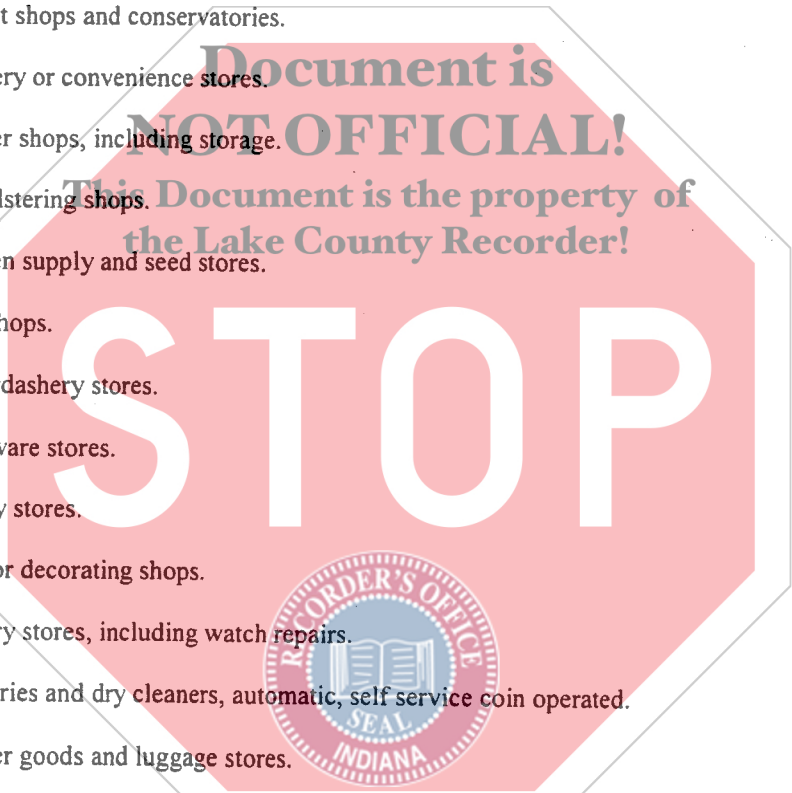 t shops and conservatories.
Document is
ery or convenience stores.
NOT OFFICIAL!
er shops, including storage.
This Document is the property of
lstering shops.
the Lake County Recorder!
en supply and seed stores.
hops.
STOP
dashery stores.
vare stores.
y stores.
or decorating shops.
RECORDER'S OFFICE
ry stores, including watch repairs.
ries and dry cleaners, automatic, self service coin operated.
SEAL
INDIANA
er goods and luggage stores.